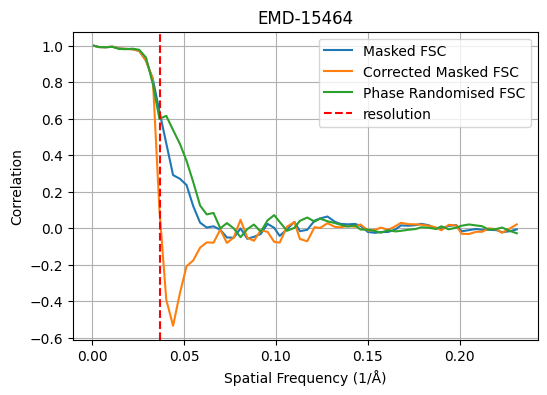 EMD-15464
Masked FSC
Corrected Masked FSC
Phase Randomised FSC
resolution
Correlation
1.0
0.8
0.6
0.4
0.2
0.0
−0.2
−0.4
−0.6
0.00 0.05 0.10 0.15 0.20
Spatial Frequency (1/Å)